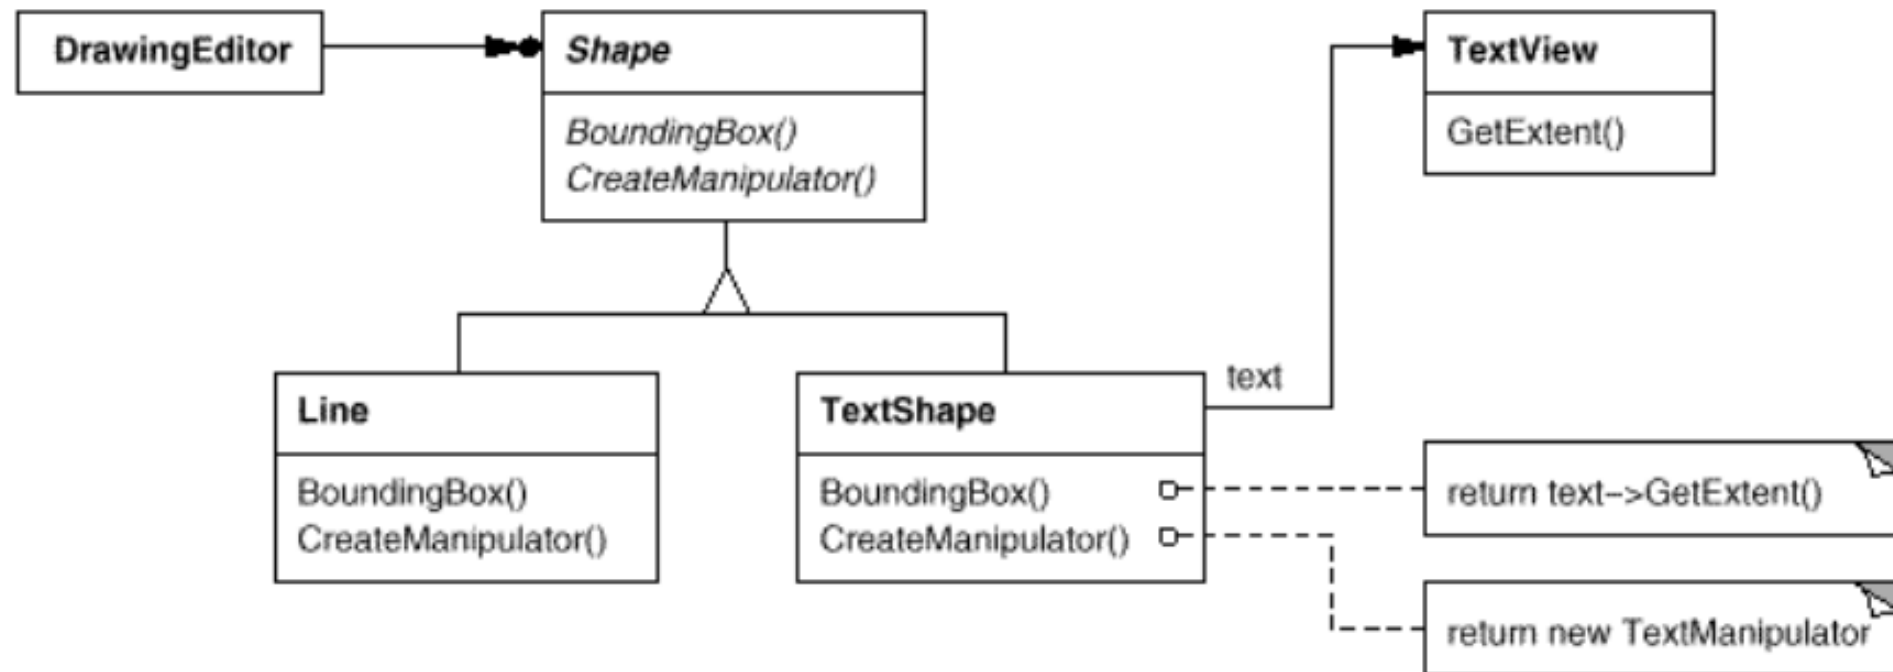 DrawingEditor
Shape
BoundingBox()
CreateManipulator()
TextView
GetExtent()
Line
BoundingBox()
CreateManipulator()
TextShape
BoundingBox()
CreateManipulator()
text
return text->GetExtent()
return new TextManipulator